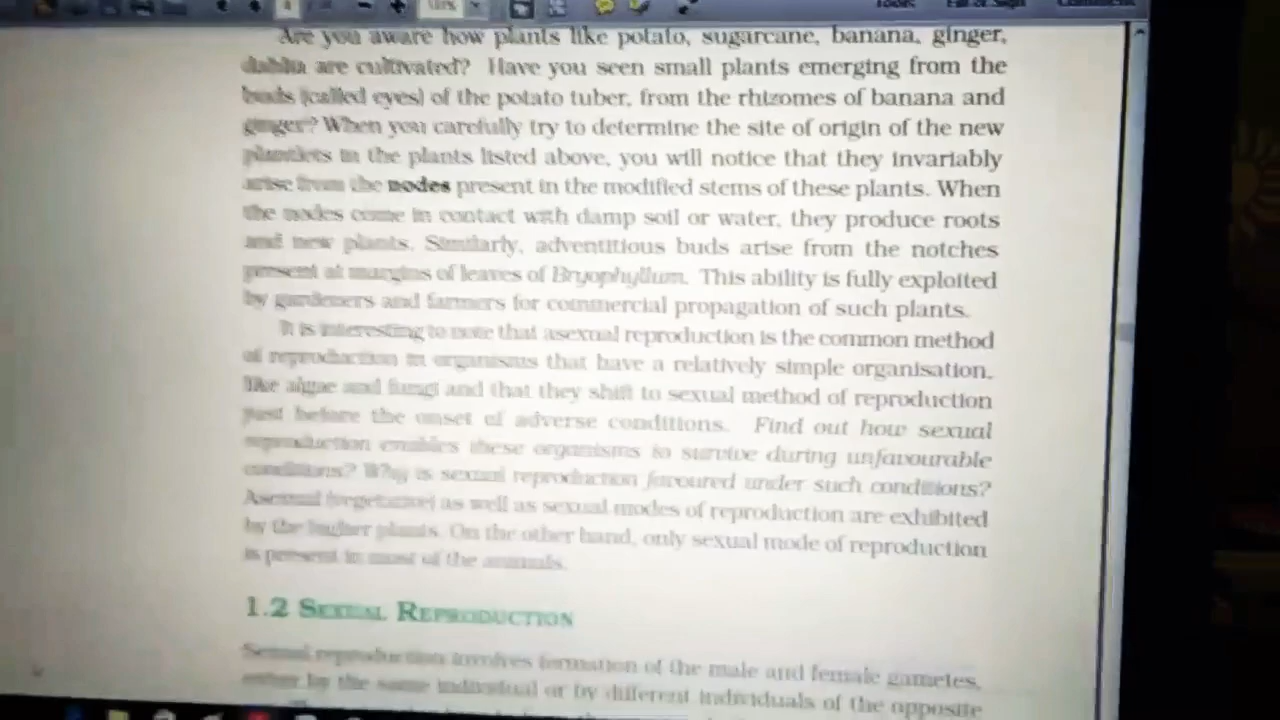 Are you aware how plants like potato, sugarcane, banana, ginger,
dahlia are cultivated? Have you seen small plants emerging from the
buds (called eyes) of the potato tuber, from the rhizomes of banana and
ginger? When you carefully try to determine the site of origin of the new
plantlets in the plants listed above, you will notice that they invariably
arise from the nodes present in the modified stems of these plants. When
the nodes come in contact with damp soil or water, they produce roots
and new plants. Similarly, adventitious buds arise from the notches
present at margins of leaves of Bryophyllum. This ability is fully exploited
by gardeners and farmers for commercial propagation of such plants.
It is interesting to note that asexual reproduction is the common method
of reproduction in organisms that have a relatively simple organisation,
like algae and fungi and that they shift to sexual method of reproduction
just before the onset of adverse conditions. Find out how sexual
reproduction enables these organisms to survive during unfavourable
conditions? Why is sexual reproduction favoured under such conditions?
Asexual (vegetative) as well as sexual modes of reproduction are exhibited
by the higher plants. On the other hand, only sexual mode of reproduction
is present in most of the animals.
1.2 SEXUAL REPRODUCTION
Sexual reproduction involves formation of the male and female gametes,
either by the same individual or by different individuals of the opposite